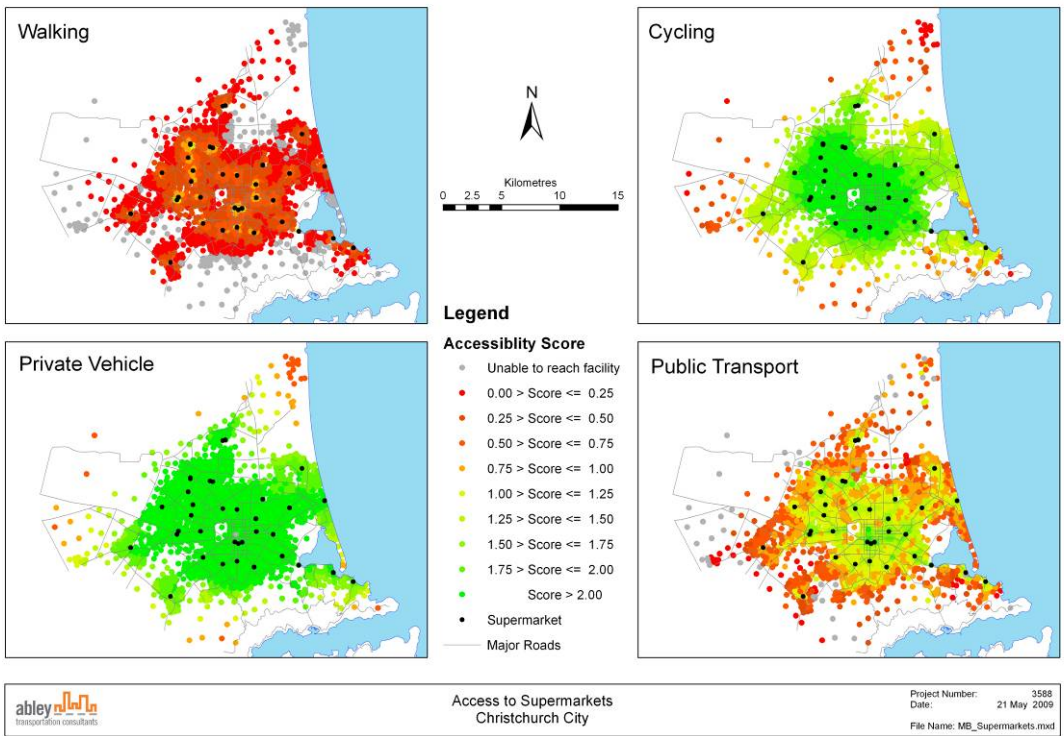 Walking
Cycling
N
Kilometres
0 2.5 5 10 15
Private Vehicle
Public Transport
Legend
Accessiblity Score
Unable to reach facility
0.00 > Score <= 0.25
0.25 > Score <= 0.50
0.50 > Score <= 0.75
0.75 > Score <= 1.00
1.00 > Score <= 1.25
1.25 > Score <= 1.50
1.50 > Score <= 1.75
1.75 > Score <= 2.00
Score > 2.00
Supermarket
Major Roads
abley
transportation consultants
Access to Supermarkets
Christchurch City
Project Number: 3588
Date: 21 May 2009
File Name: MB_Supermarkets.mxd